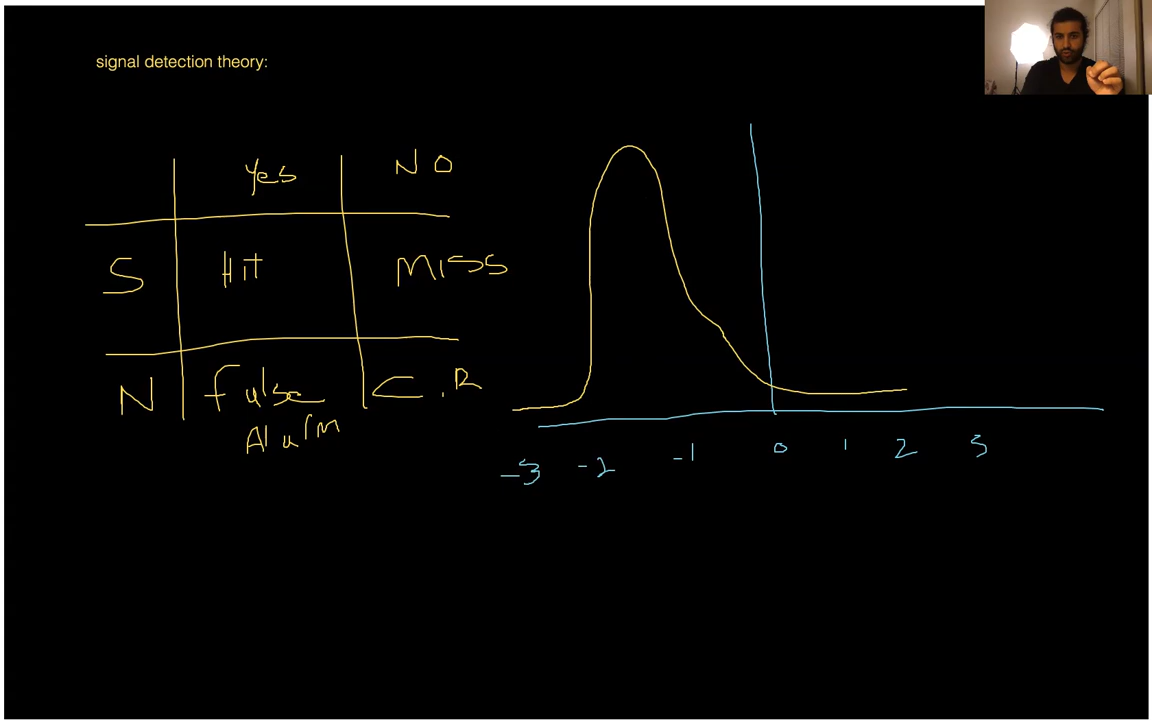 signal detection theory:
Yes NO
S Hit MISS
N False C.R
Alarm
-3 -2 -1 0 1 2 3